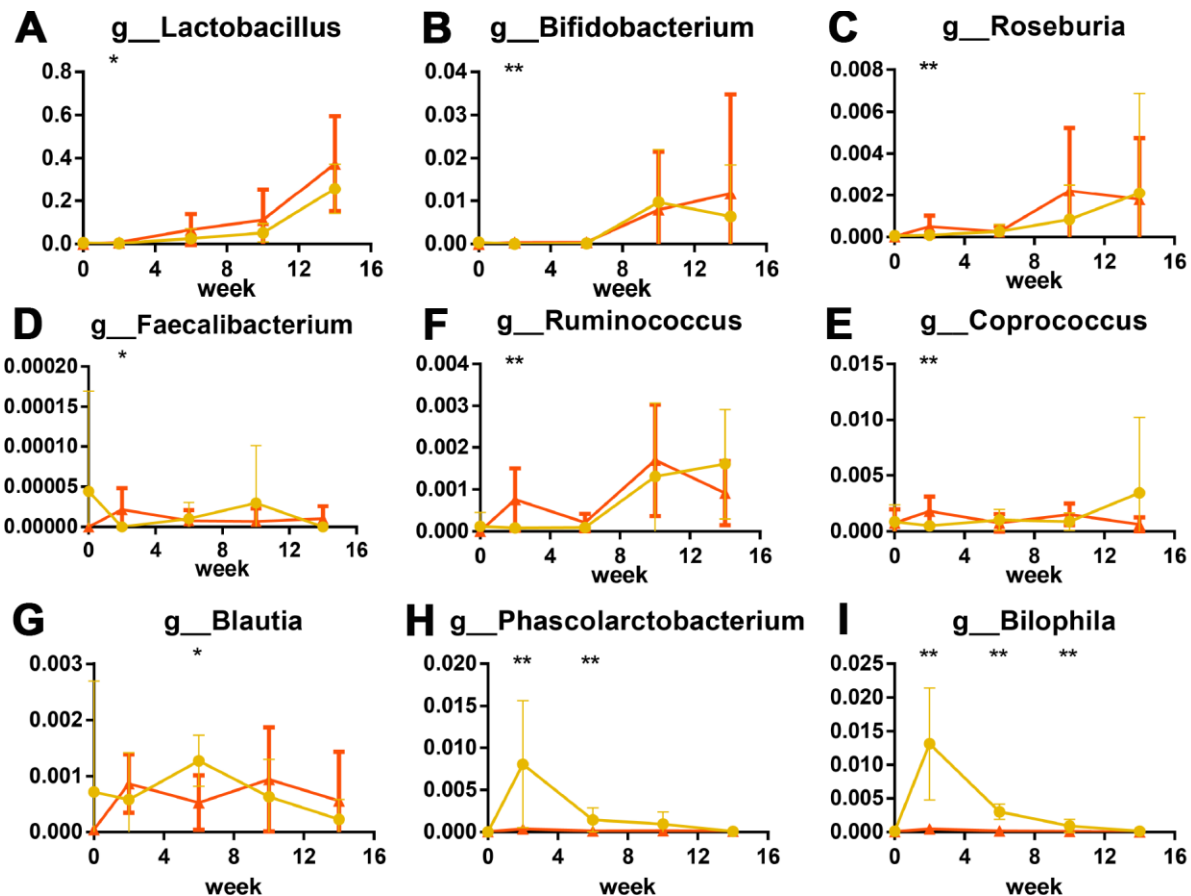 A g__Lactobacillus
*
0.8
0.6
0.4
0.2
0.0
0 4 8 12 16
week
B g__Bifidobacterium
**
0.04
0.03
0.02
0.01
0.00
0 4 8 12 16
week
C g__Roseburia
**
0.008
0.006
0.004
0.002
0.000
0 4 8 12 16
week
D g__Faecalibacterium
*
0.00020
0.00015
0.00010
0.00005
0.00000
0 4 8 12 16
week
F g__Ruminococcus
**
0.004
0.003
0.002
0.001
0.000
0 4 8 12 16
week
E g__Coprococcus
**
0.015
0.010
0.005
0.000
0 4 8 12 16
week
G g__Blautia
*
0.003
0.002
0.001
0.000
0 4 8 12 16
week
H g__Phascolarctobacterium
** **
0.020
0.015
0.010
0.005
0.000
0 4 8 12 16
week
I g__Bilophila
** ** **
0.025
0.020
0.015
0.010
0.005
0.000
0 4 8 12 16
week